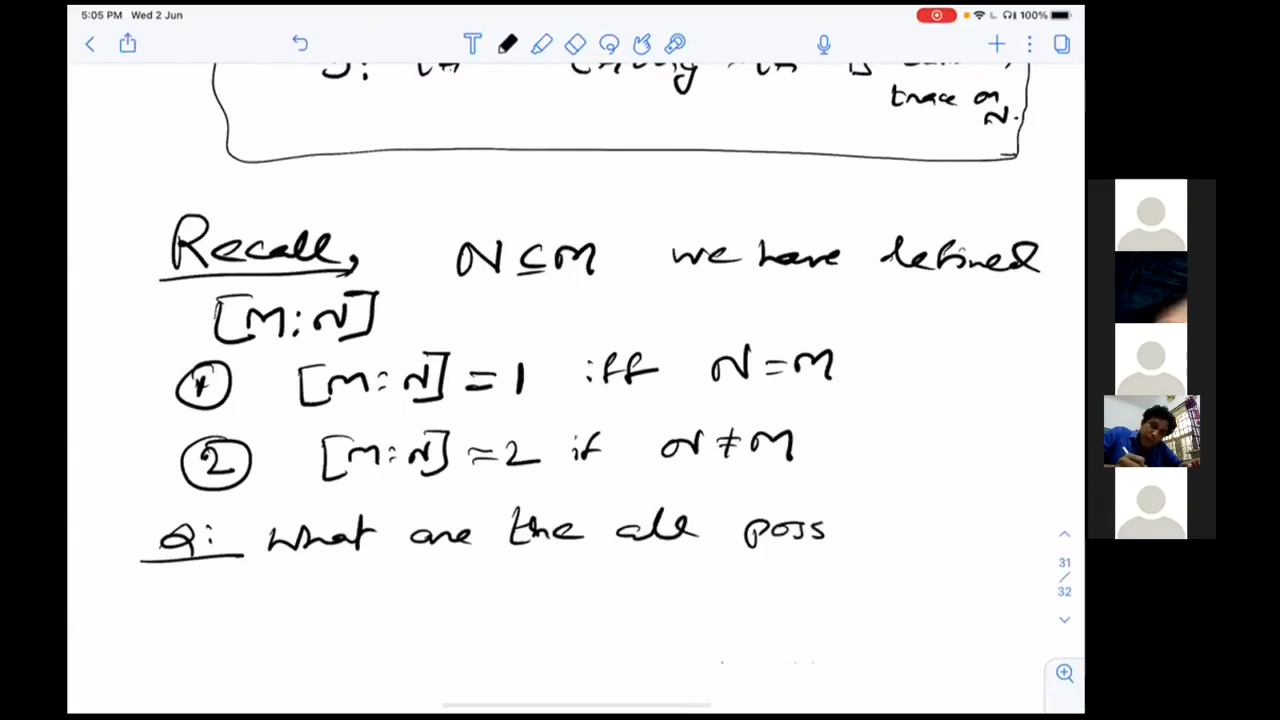 5:05 PM Wed 2 Jun
100%
trace on
N.
Recall, N ⊆ M we have defined
[M:N]
① [M:N] = 1 iff N = M
② [M:N] = 2 if N ≠ M
Q: What are the all poss
31
/
32